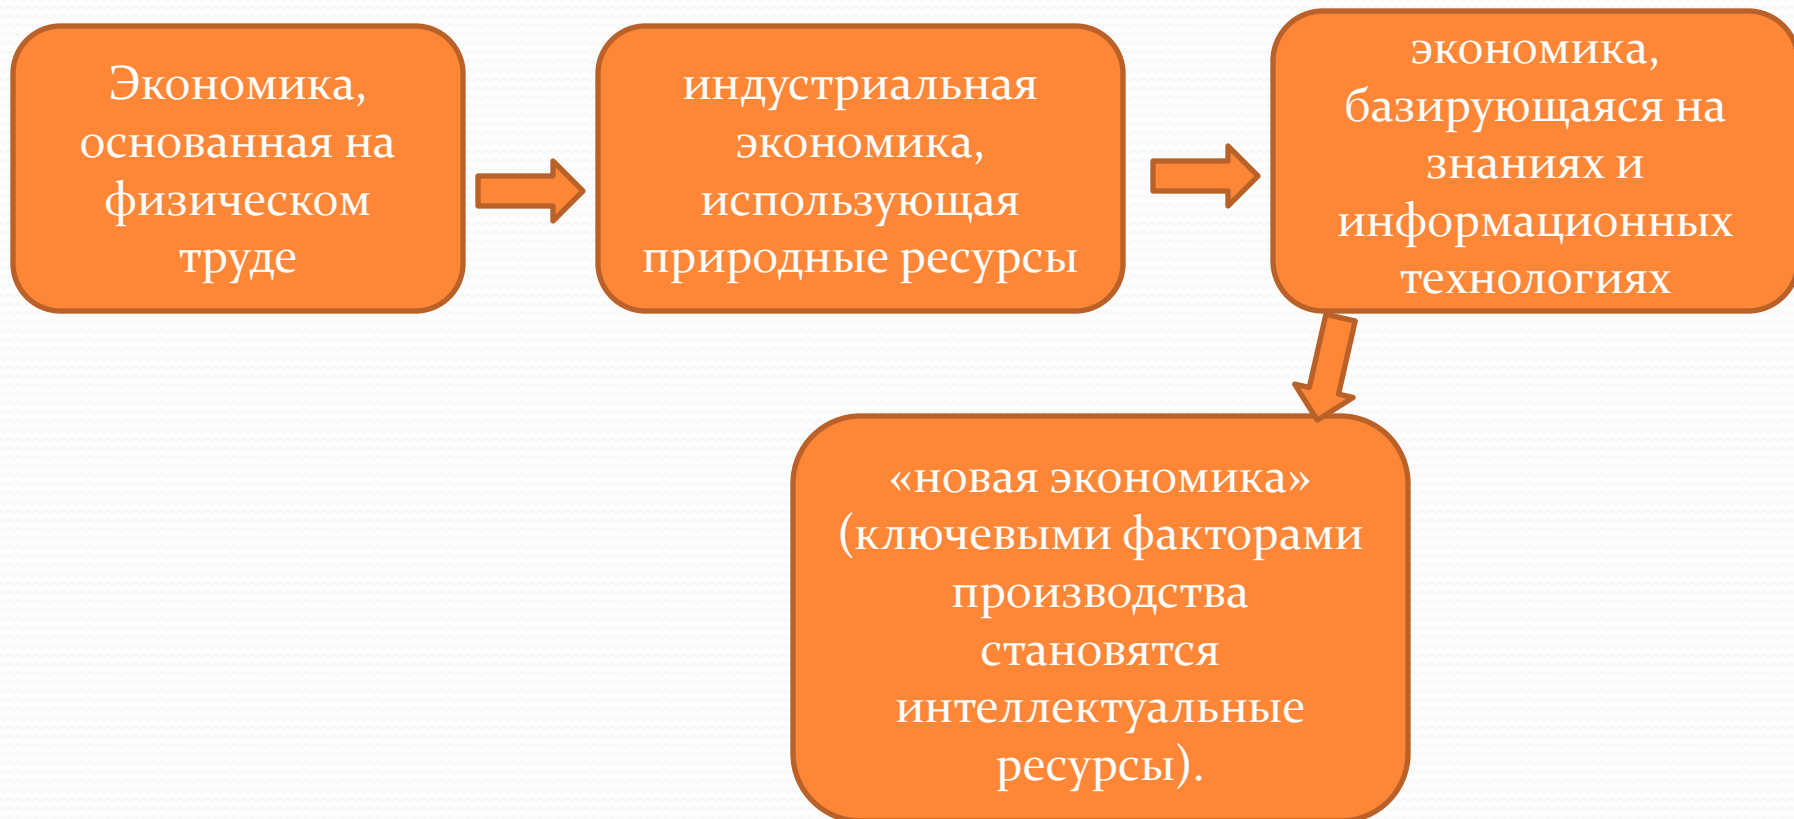 Экономика,
основанная на
физическом
труде
индустриальная
экономика,
использующая
природные ресурсы
экономика,
базирующаяся на
знаниях и
информационных
технологиях
«новая экономика»
(ключевыми факторами
производства
становятся
интеллектуальные
ресурсы).